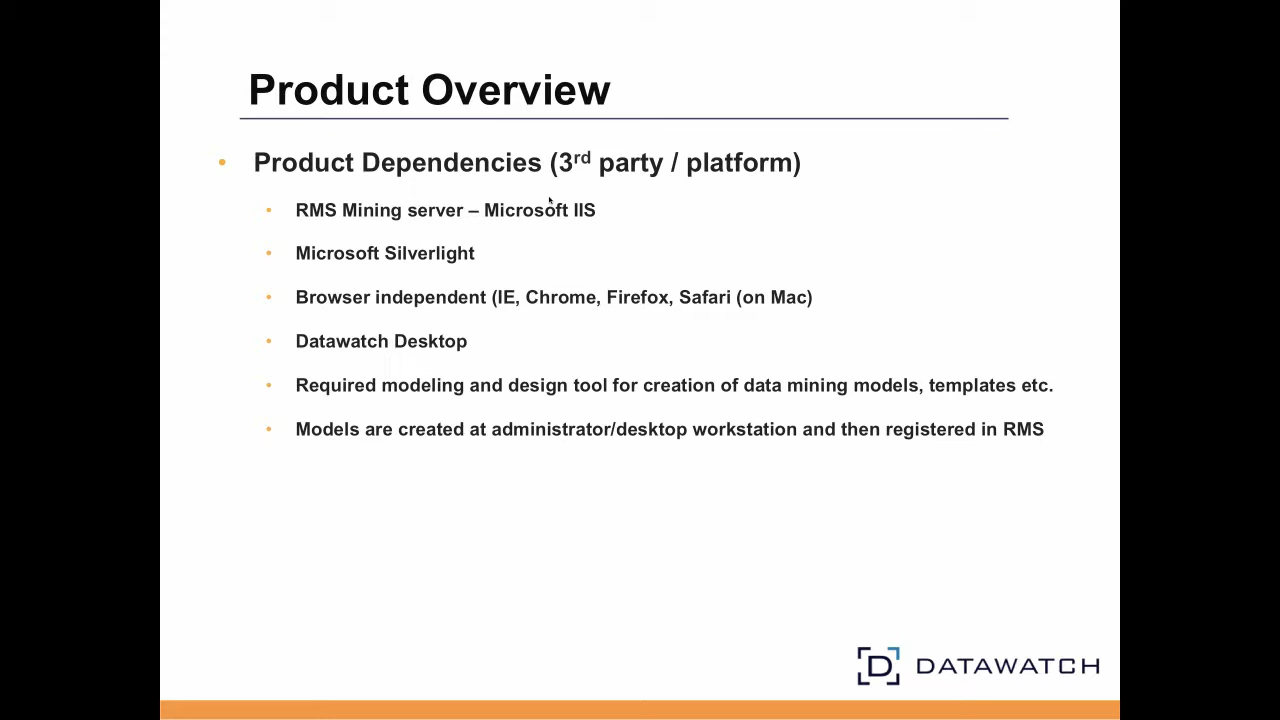 Product Overview
• Product Dependencies (3rd party / platform)
• RMS Mining server – Microsoft IIS
• Microsoft Silverlight
• Browser independent (IE, Chrome, Firefox, Safari (on Mac)
• Datawatch Desktop
• Required modeling and design tool for creation of data mining models, templates etc.
• Models are created at administrator/desktop workstation and then registered in RMS
D DATAWATCH